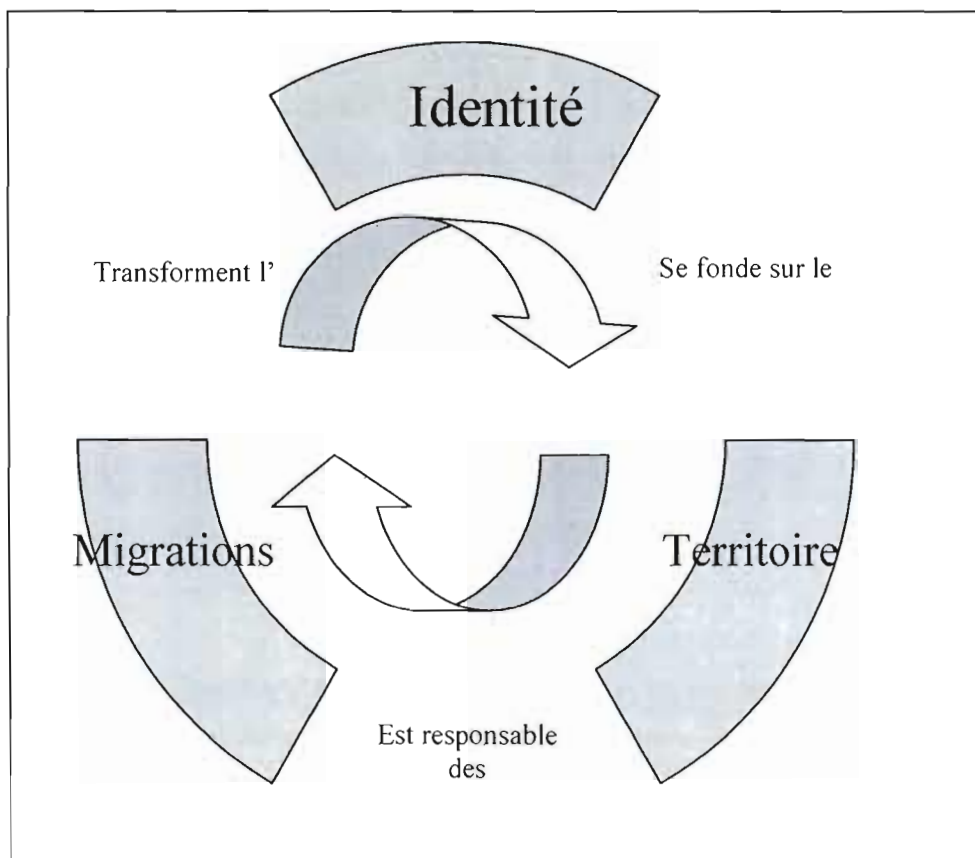 Identité
Transforment l’
Se fonde sur le
Migrations
Territoire
Est responsable
des